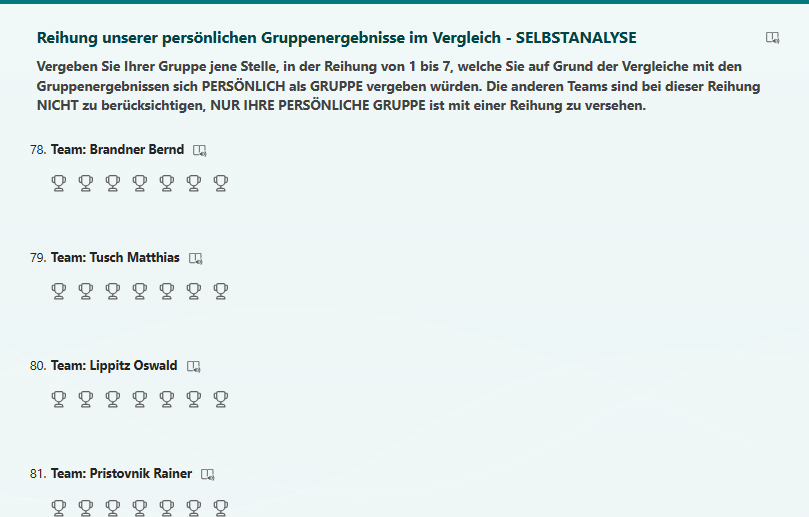 Reihung unserer persönlichen Gruppenergebnisse im Vergleich - SELBSTANALYSE
Vergeben Sie Ihrer Gruppe jene Stelle, in der Reihung von 1 bis 7, welche Sie auf Grund der Vergleiche mit den
Gruppenergebnissen sich PERSÖNLICH als GRUPPE vergeben würden. Die anderen Teams sind bei dieser Reihung
NICHT zu berücksichtigen, NUR IHRE PERSÖNLICHE GRUPPE ist mit einer Reihung zu versehen.
78. Team: Brandner Bernd
79. Team: Tusch Matthias
80. Team: Lippitz Oswald
81. Team: Pristovnik Rainer